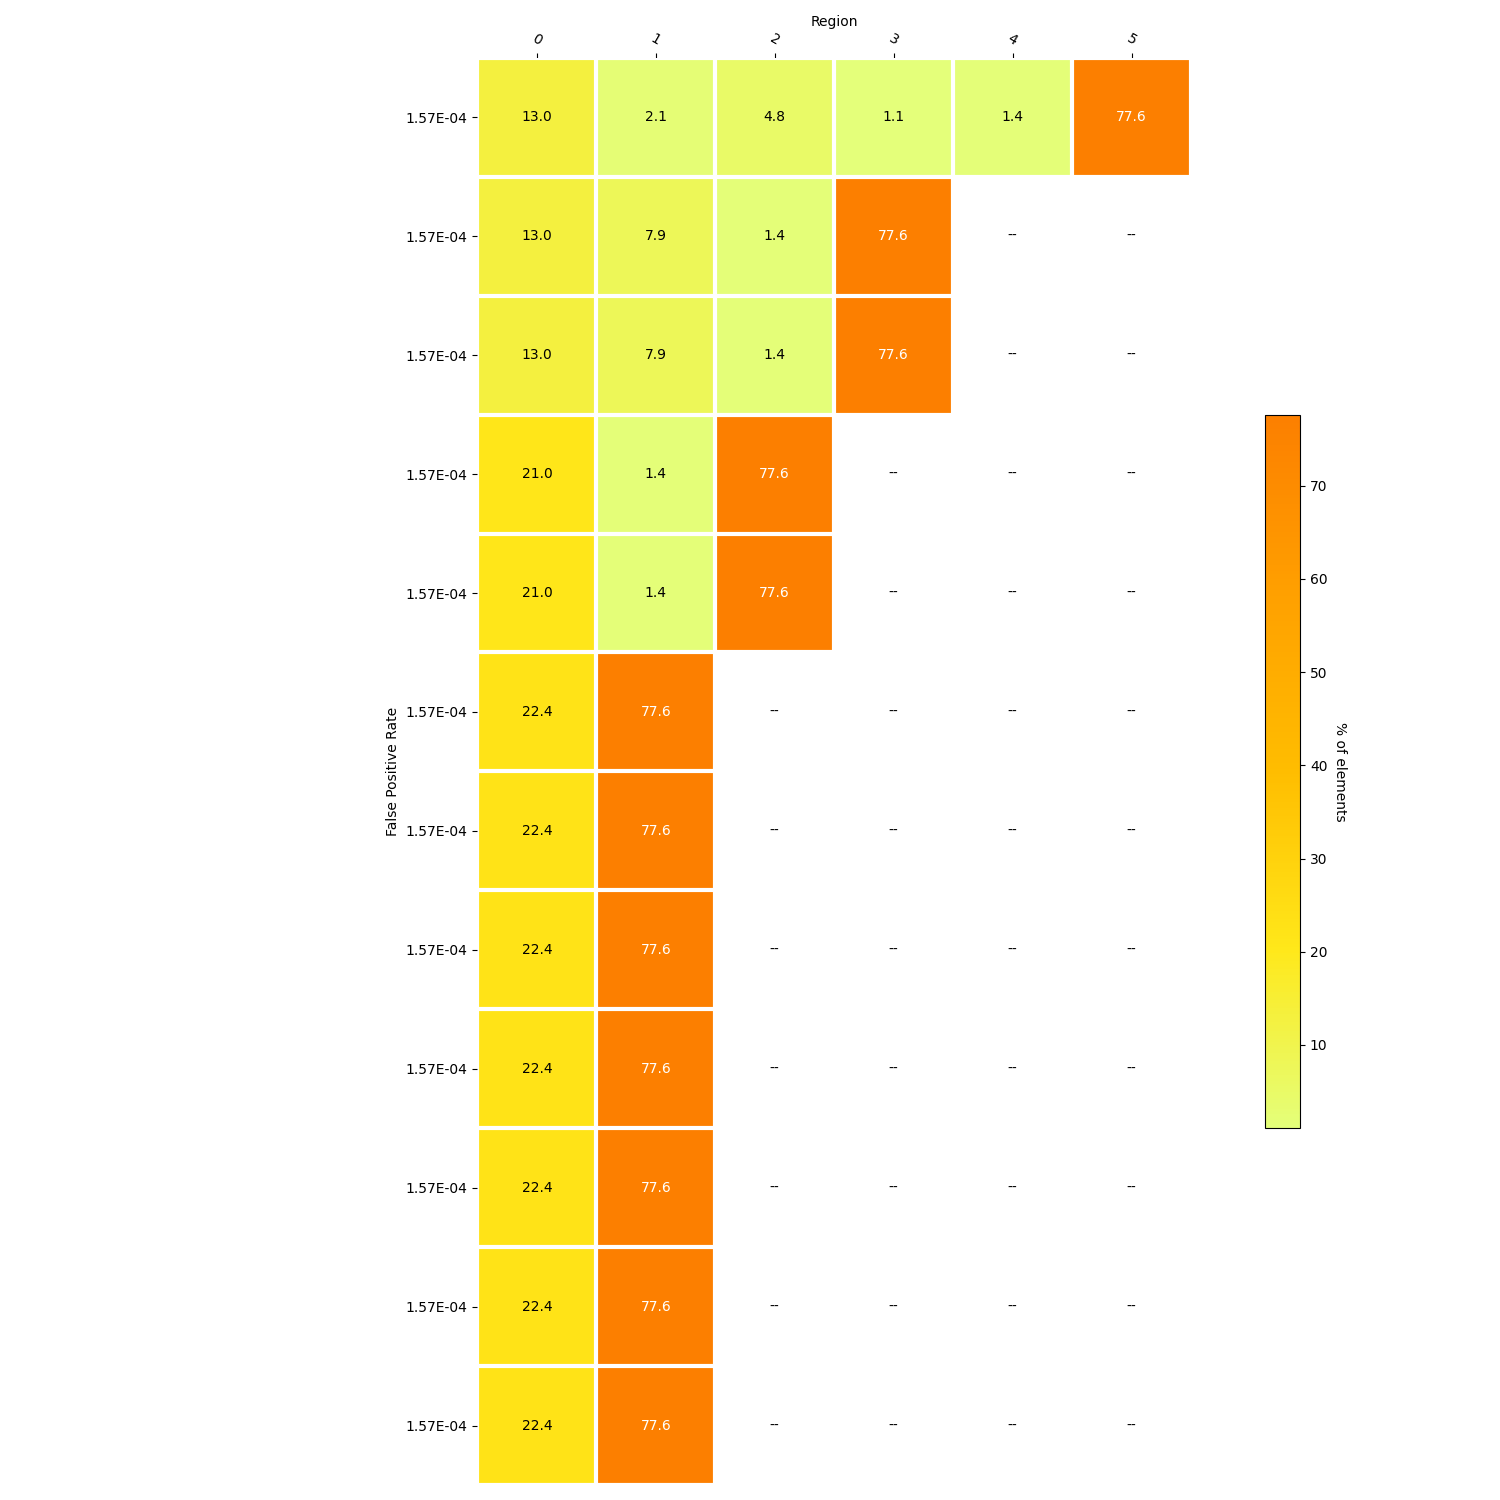 Region
0 1 2 3 4 5
1.57E-04 13.0 2.1 4.8 1.1 1.4 77.6
1.57E-04 13.0 7.9 1.4 77.6 -- --
1.57E-04 13.0 7.9 1.4 77.6 -- --
1.57E-04 21.0 1.4 77.6 -- -- --
1.57E-04 21.0 1.4 77.6 -- -- --
1.57E-04 22.4 77.6 -- -- -- --
1.57E-04 22.4 77.6 -- -- -- --
1.57E-04 22.4 77.6 -- -- -- --
1.57E-04 22.4 77.6 -- -- -- --
1.57E-04 22.4 77.6 -- -- -- --
1.57E-04 22.4 77.6 -- -- -- --
1.57E-04 22.4 77.6 -- -- -- --
False Positive Rate
70
60
50
40
30
20
10
% of elements